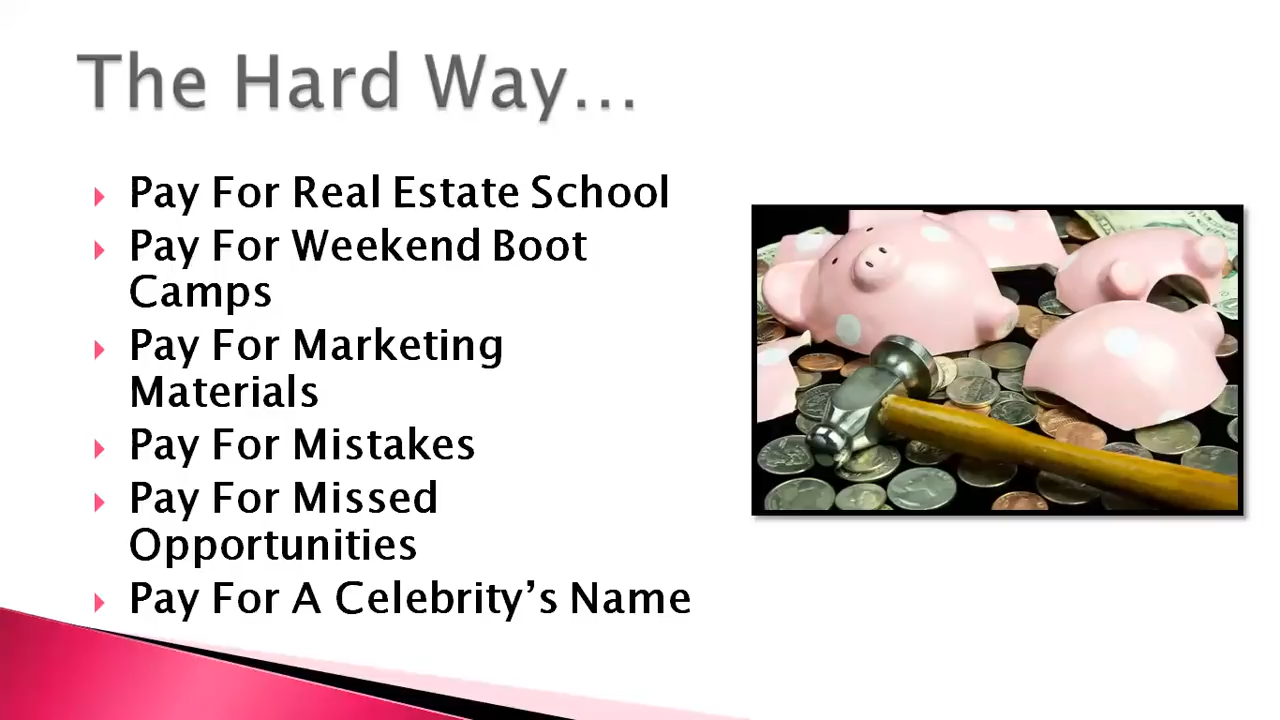 The Hard Way…
Pay For Real Estate School
Pay For Weekend Boot
Camps
Pay For Marketing
Materials
Pay For Mistakes
Pay For Missed
Opportunities
Pay For A Celebrity’s Name